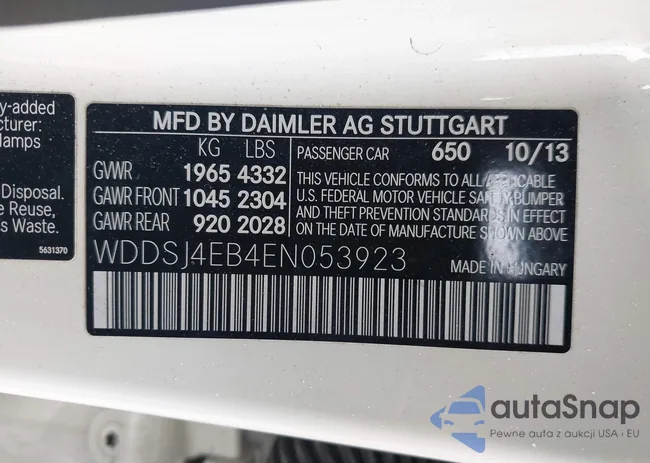 y-added
cturer:
lamps
Disposal.
e Reuse,
s Waste.
5631370
MFD BY DAIMLER AG STUTTGART
KG LBS
GWWR 1965 4332
GAWR FRONT 1045 2304
GAWR REAR 920 2028
PASSENGER CAR 650 10/13
THIS VEHICLE CONFORMS TO ALL APPLICABLE
U.S. FEDERAL MOTOR VEHICLE SAFETY, BUMPER
AND THEFT PREVENTION STANDARDS IN EFFECT
ON DATE OF MANUFACTURE SHOWN ABOVE.
WDDSJ4EB4EN053923
MADE IN HUNGARY
autaSnap
Pewne auta z aukcji USA · EU